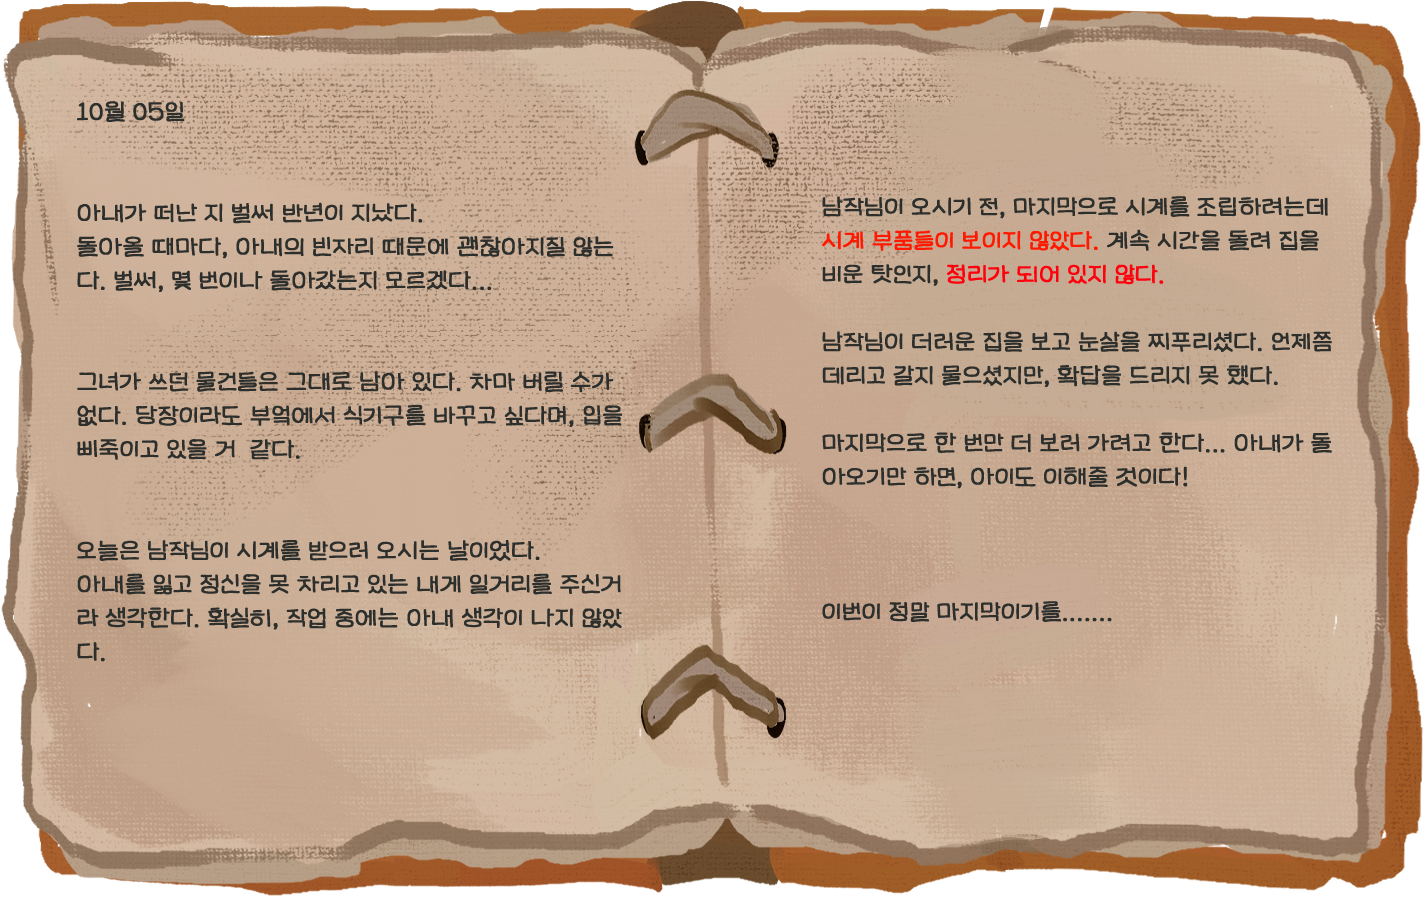 10월 05일
아내가 떠난 지 벌써 반년이 지났다.
돌아올 때마다, 아내의 빈자리 때문에 괜찮아지질 않는
다. 벌써, 몇 번이나 돌아갔는지 모르겠다...
그녀가 쓰던 물건들은 그대로 남아 있다. 차마 버릴 수가
없다. 당장이라도 부엌에서 식기구를 바꾸고 싶다며, 입을
삐죽이고 있을 거 같다.
오늘은 남작님이 시계를 받으러 오시는 날이었다.
아내를 잃고 정신을 못 차리고 있는 내게 일거리를 주신거
라 생각한다. 확실히, 작업 중에는 아내 생각이 나지 않았
다.
남작님이 오시기 전, 마지막으로 시계를 조립하려는데
시계 부품들이 보이지 않았다. 계속 시간을 돌려 집을
비운 탓인지, 정리가 되어 있지 않다.
남작님이 더러운 집을 보고 눈살을 찌푸리셨다. 언제쯤
데리고 갈지 물으셨지만, 확답을 드리지 못 했다.
마지막으로 한 번만 더 보러 가려고 한다... 아내가 돌
아오기만 하면, 아이도 이해줄 것이다!
이번이 정말 마지막이기를.......